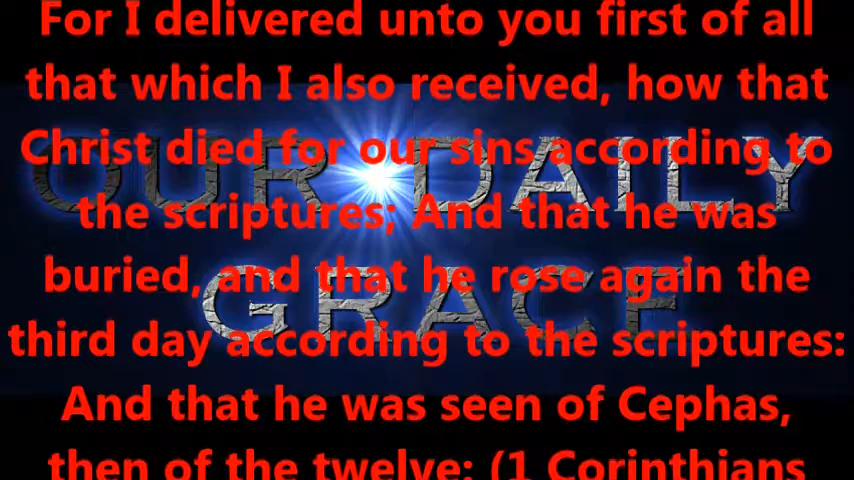 For I delivered unto you first of all
that which I also received, how that
Christ died for our sins according to
the scriptures; And that he was
buried, and that he rose again the
third day according to the scriptures:
And that he was seen of Cephas,
then of the twelve: (1 Corinthians
OUR DAILY
GRACE